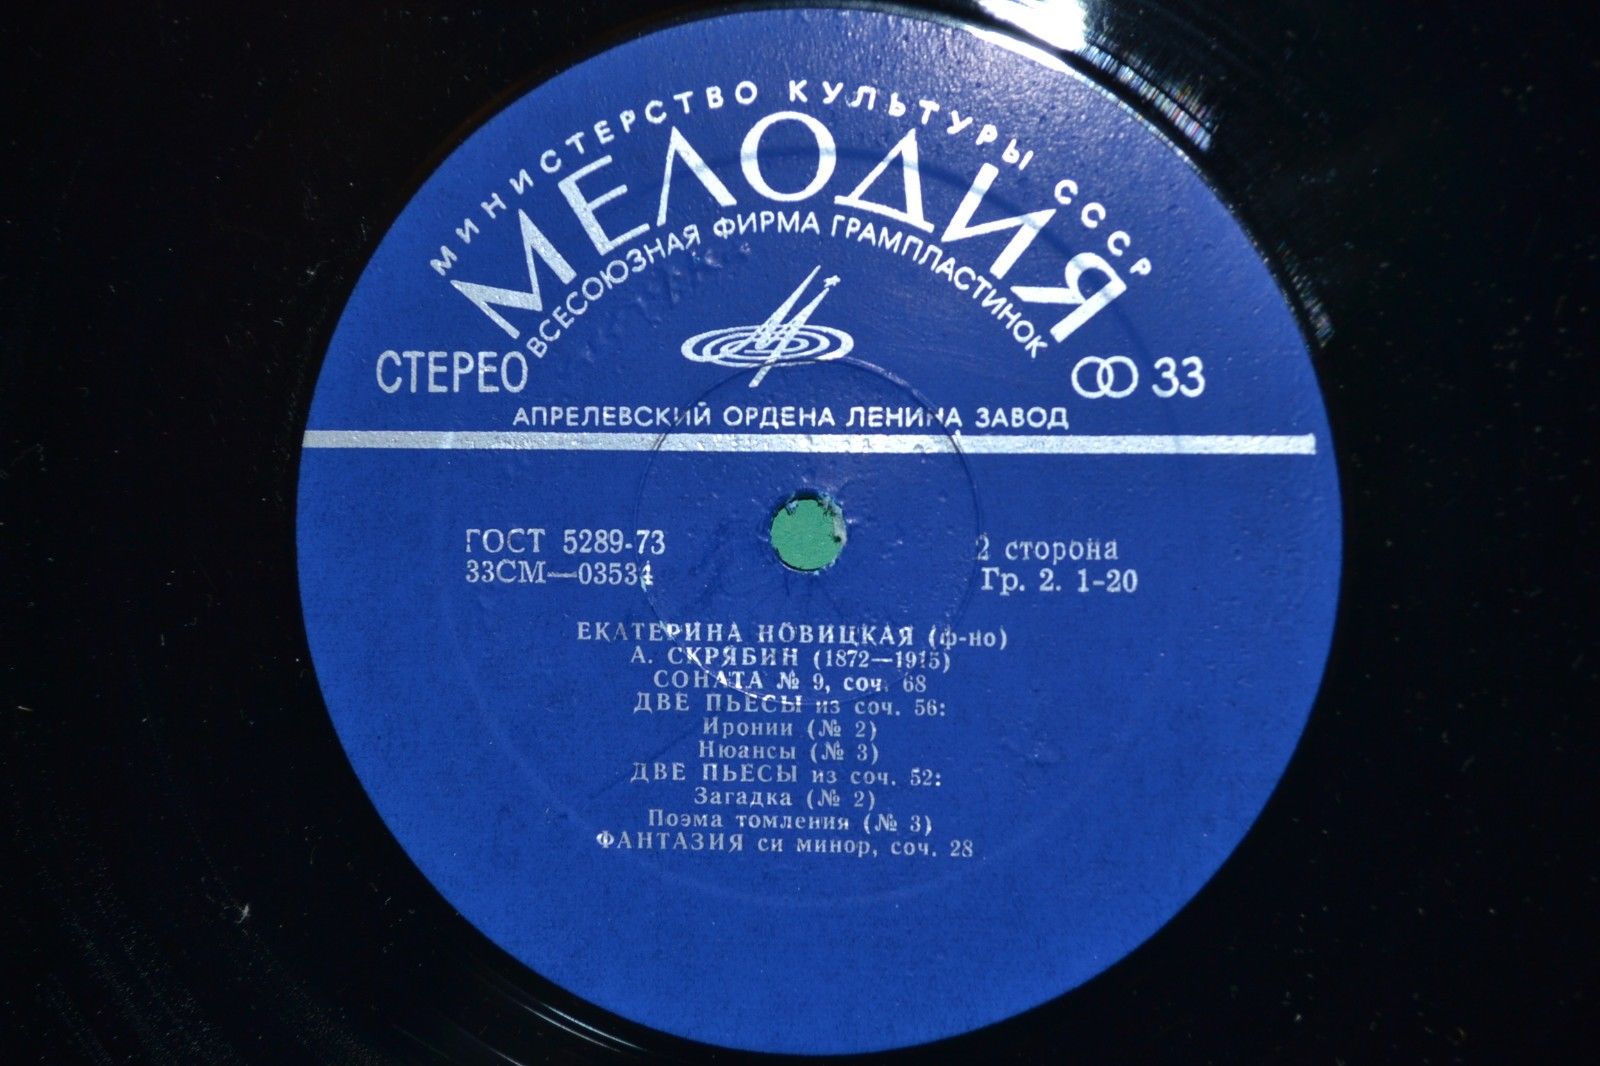 МИНИСТЕРСТВО КУЛЬТУРЫ СССР
МЕЛОДИЯ
ВСЕСОЮЗНАЯ ФИРМА ГРАМПЛАСТИНОК
СТЕРЕО
33
АПРЕЛЕВСКИЙ ОРДЕНА ЛЕНИНА ЗАВОД
ГОСТ 5289-73
33СМ—03534
2 сторона
Гр. 2. 1-20
ЕКАТЕРИНА НОВИЦКАЯ (ф-но)
А. СКРЯБИН (1872—1915)
СОНАТА № 9, соч. 68
ДВЕ ПЬЕСЫ из соч. 56:
Иронии (№ 2)
Нюансы (№ 3)
ДВЕ ПЬЕСЫ из соч. 52:
Загадка (№ 2)
Поэма томления (№ 3)
ФАНТАЗИЯ си минор, соч. 28